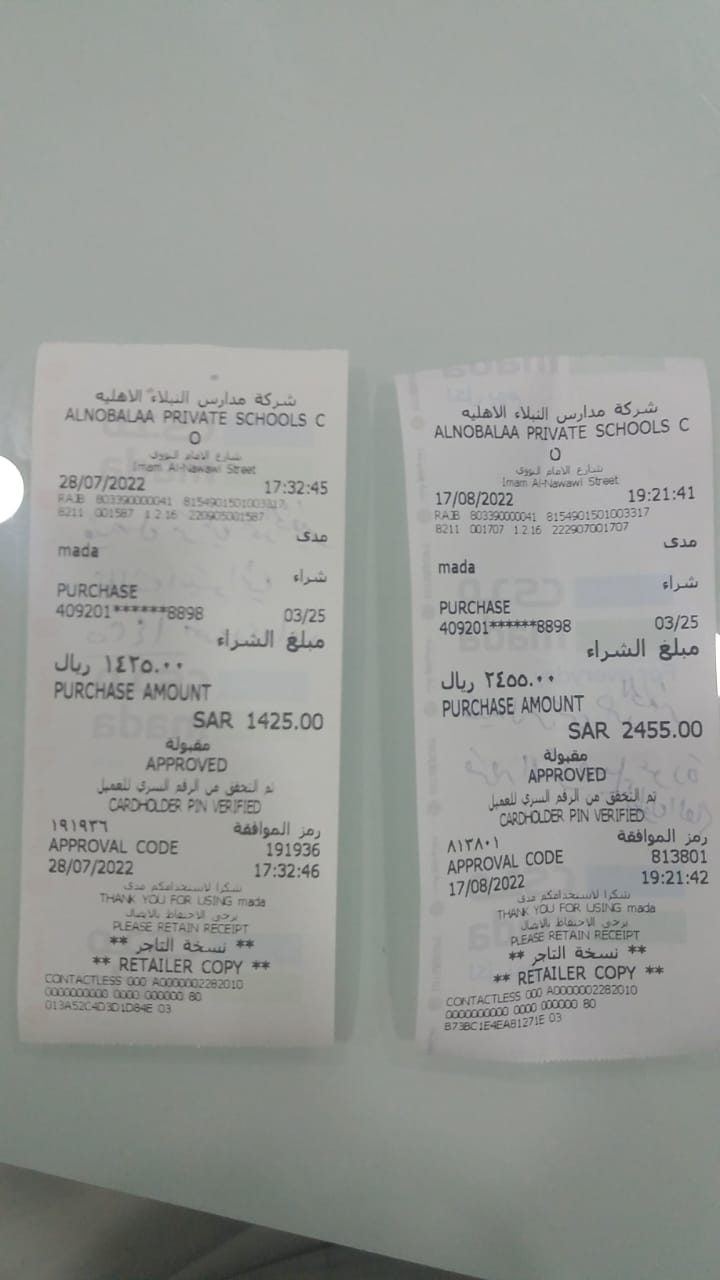 شركة مدارس النبلاء الاهليه
ALNOBALAA PRIVATE SCHOOLS C
O
شارع الامام النووي
Imam Al-Nawawi Street
28/07/2022 17:32:45
RAJB 803390000041 8154901501003317
8211 001587 1.2.16 220905001587
مدى
mada
شراء
PURCHASE
409201******8898 03/25
مبلغ الشراء
١٤٢٥.٠٠ ريال
PURCHASE AMOUNT
SAR 1425.00
مقبولة
APPROVED
تم التحقق من الرقم السري للعميل
CARDHOLDER PIN VERIFIED
١٩١٩٣٦ رمز الموافقة
APPROVAL CODE 191936
28/07/2022 17:32:46
شكرا لاستخدامكم مدى
THANK YOU FOR USING mada
يرجى الاحتفاظ بالايصال
PLEASE RETAIN RECEIPT
** نسخة التاجر **
** RETAILER COPY **
CONTACTLESS 000 A0000002282010
0000000000 0000 000000 80
013A52C4D3D1D84E 03
شركة مدارس النبلاء الاهليه
ALNOBALAA PRIVATE SCHOOLS C
O
شارع الامام النووي
Imam Al-Nawawi Street
17/08/2022 19:21:41
RAJB 803390000041 8154901501003317
8211 001707 1.2.16 222907001707
مدى
mada
شراء
PURCHASE
409201******8898 03/25
مبلغ الشراء
٢٤٥٥.٠٠ ريال
PURCHASE AMOUNT
SAR 2455.00
مقبولة
APPROVED
تم التحقق من الرقم السري للعميل
CARDHOLDER PIN VERIFIED
٨١٣٨٠١ رمز الموافقة
APPROVAL CODE 813801
17/08/2022 19:21:42
شكرا لاستخدامكم مدى
THANK YOU FOR USING mada
يرجى الاحتفاظ بالايصال
PLEASE RETAIN RECEIPT
** نسخة التاجر **
** RETAILER COPY **
CONTACTLESS 000 A0000002282010
0000000000 0000 000000 80
B73BC1E4EA81271E 03